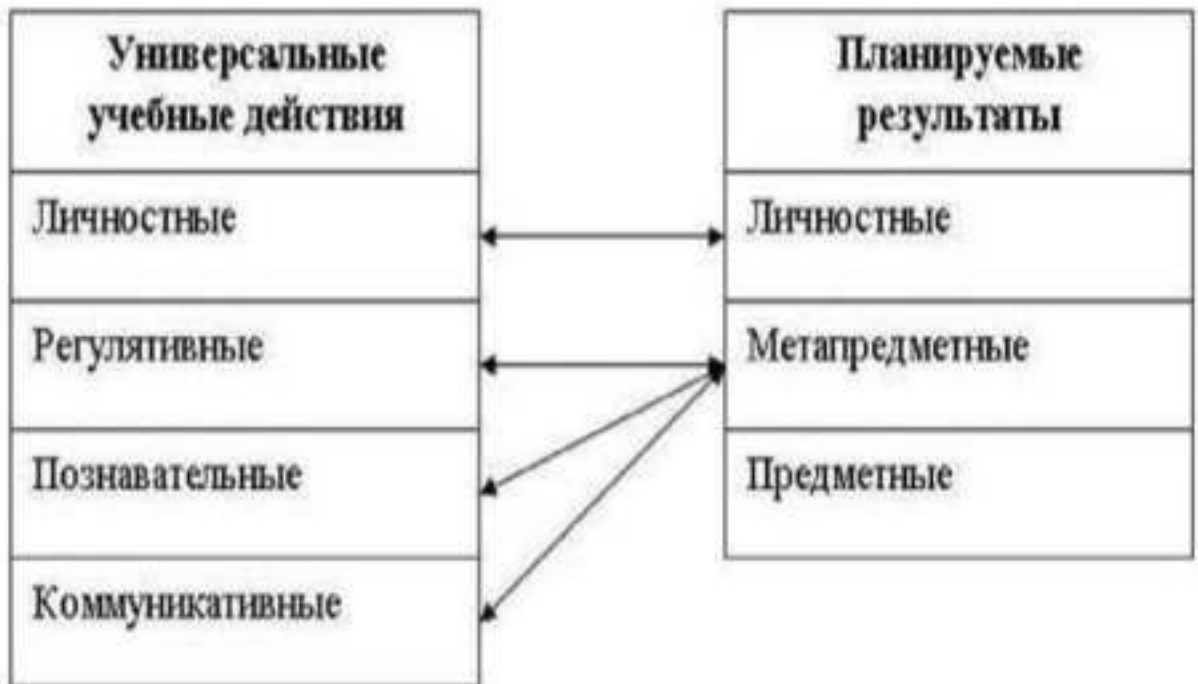 Универсальные
учебные действия
Личностные
Регулятивные
Познавательные
Коммуникативные
Планируемые
результаты
Личностные
Метапредметные
Предметные